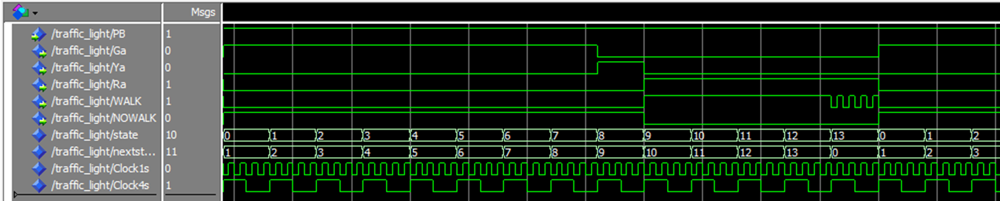 Msgs
/traffic_light/PB 1
/traffic_light/Ga 0
/traffic_light/Ya 0
/traffic_light/Ra 1
/traffic_light/WALK 1
/traffic_light/NOWALK 0
/traffic_light/state 10 0 1 2 3 4 5 6 7 8 9 10 11 12 13 0 1 2
/traffic_light/nextst... 11 1 2 3 4 5 6 7 8 9 10 11 12 13 0 1 2 3
/traffic_light/Clock1s 0
/traffic_light/Clock4s 1